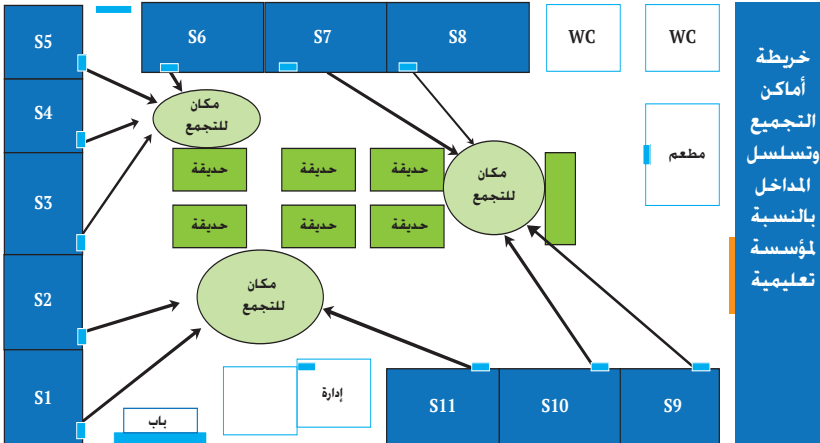 خريطة
أماكن
التجميع
وتسلسل
المداخل
بالنسبة
لمؤسسة
تعليمية
S5
S6
S7
S8
WC
WC
S4
مكان
للتجمع
مطعم
S3
حديقة
حديقة
حديقة
مكان
للتجمع
حديقة
حديقة
حديقة
S2
مكان
للتجمع
S1
باب
إدارة
S11
S10
S9